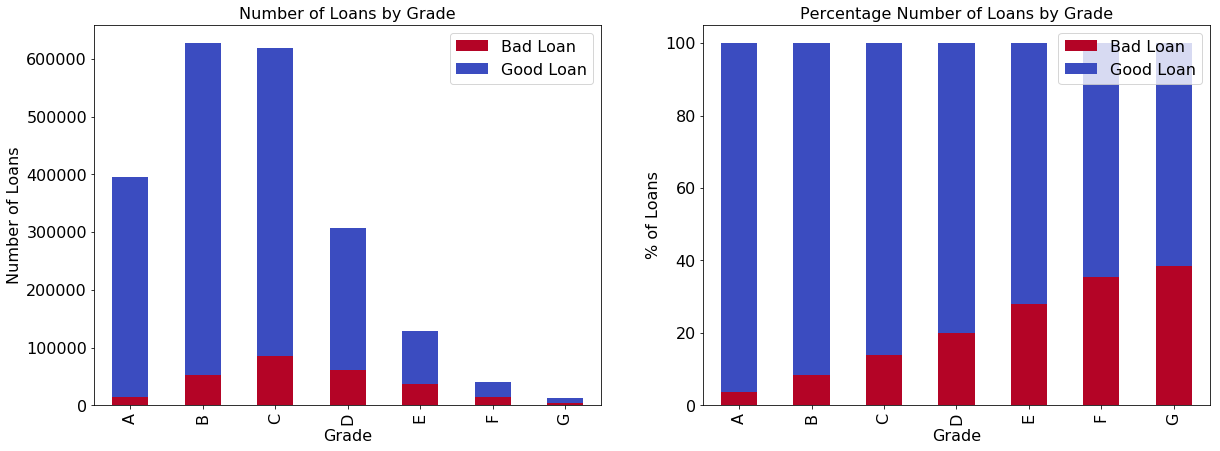 Number of Loans by Grade
Number of Loans
600000
500000
400000
300000
200000
100000
0
Bad Loan
Good Loan
A B C D E F G
Grade
Percentage Number of Loans by Grade
% of Loans
100
80
60
40
20
0
Bad Loan
Good Loan
A B C D E F G
Grade